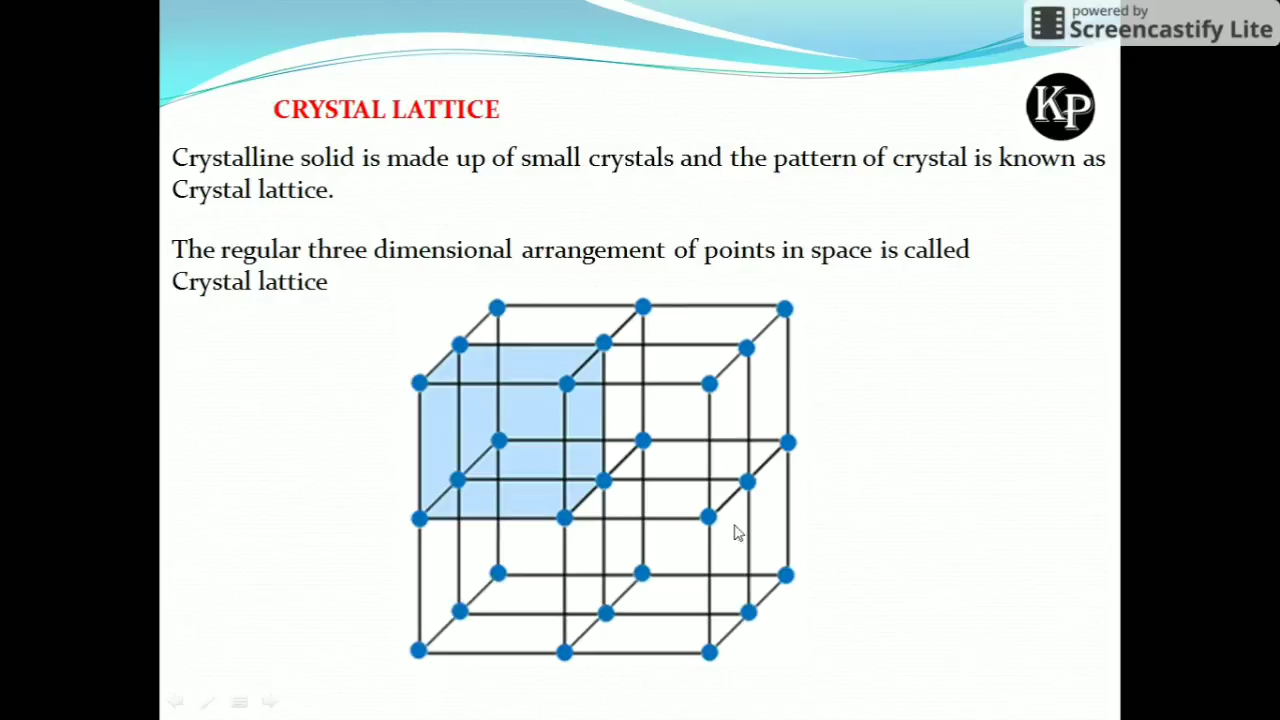 powered by
Screencastify Lite
KP
CRYSTAL LATTICE
Crystalline solid is made up of small crystals and the pattern of crystal is known as
Crystal lattice.
The regular three dimensional arrangement of points in space is called
Crystal lattice